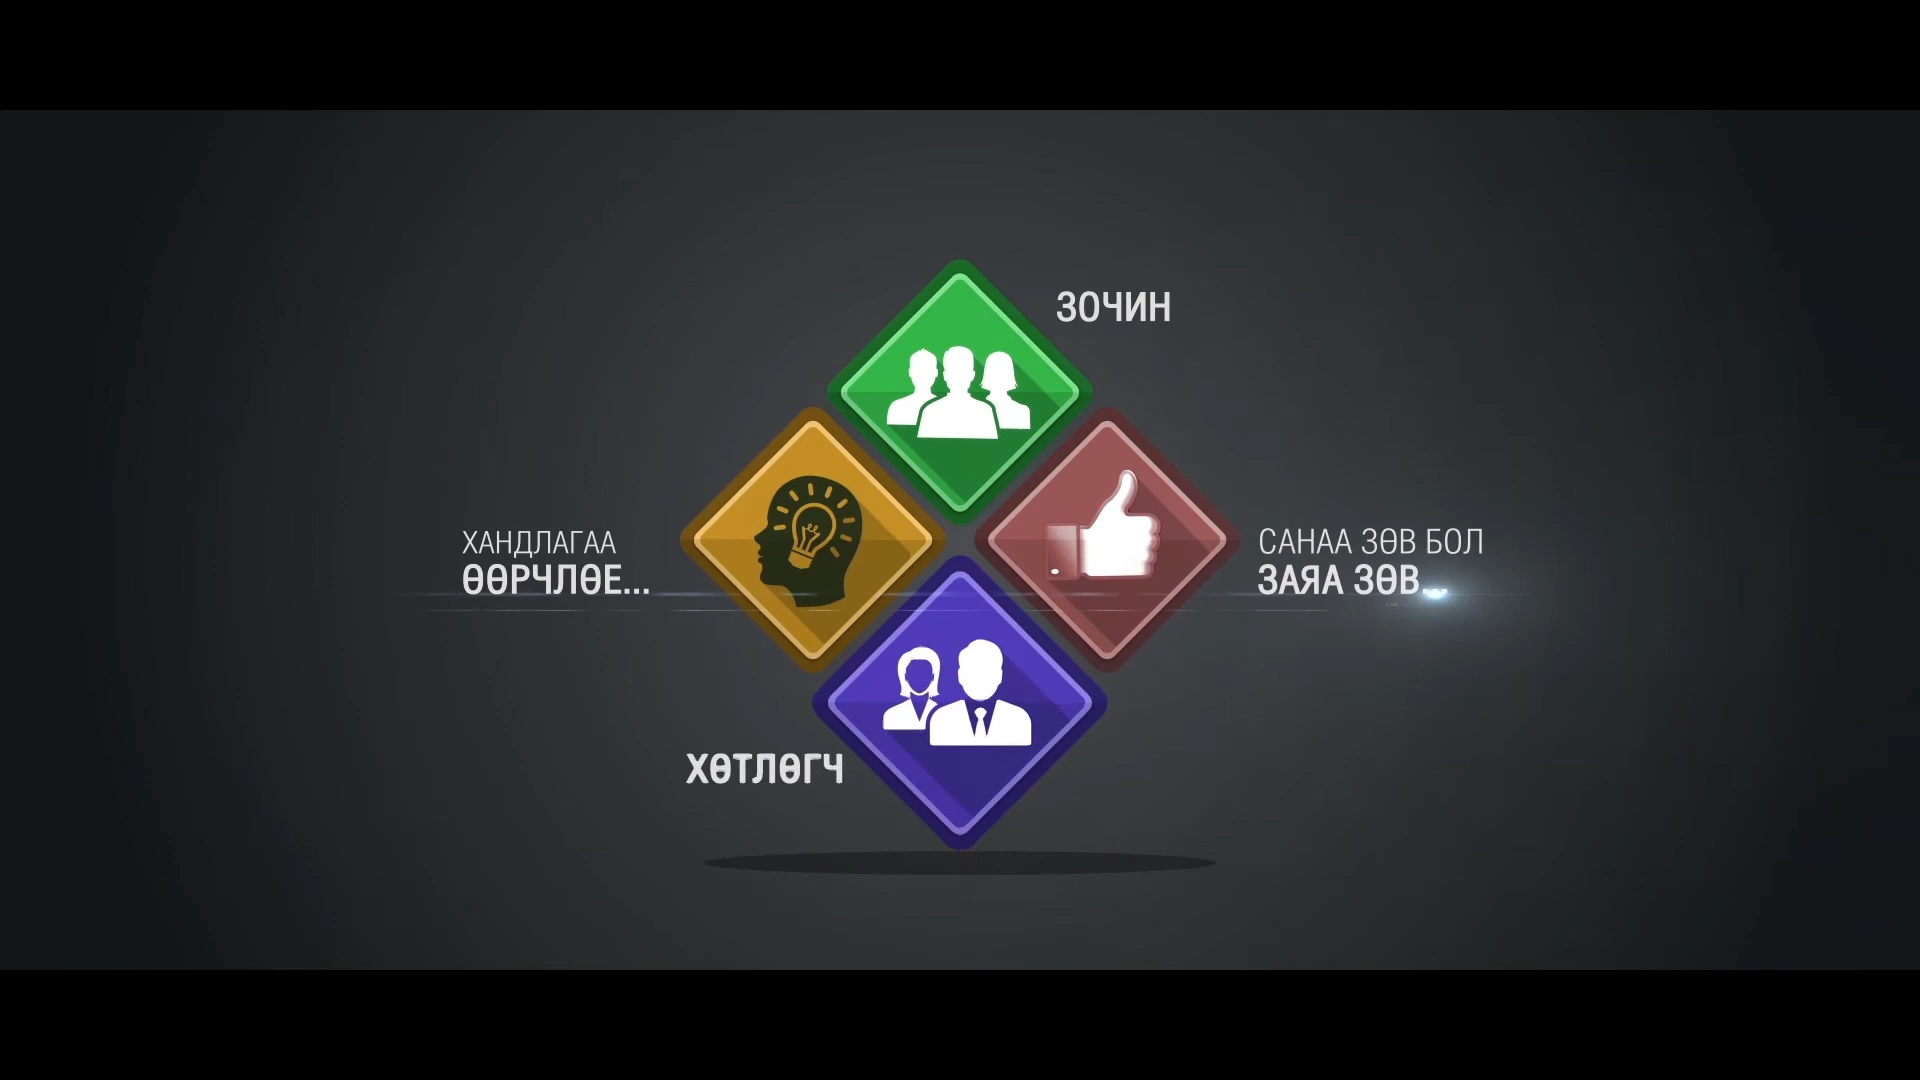 ЗОЧИН
ХАНДЛАГАА
ӨӨРЧЛӨЕ...
САНАА ЗӨВ БОЛ
ЗАЯА ЗӨВ...
ХӨТЛӨГЧ